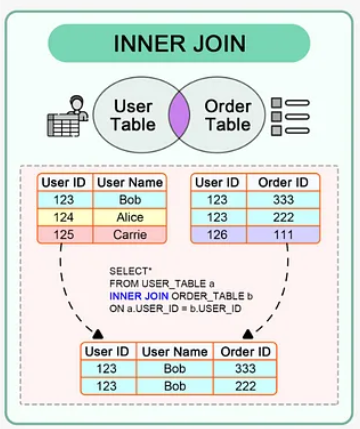 INNER JOIN
User
Table
Order
Table
User ID User Name
123 Bob
124 Alice
125 Carrie
User ID Order ID
123 333
123 222
126 111
SELECT*
FROM USER_TABLE a
INNER JOIN ORDER_TABLE b
ON a.USER_ID = b.USER_ID
User ID User Name Order ID
123 Bob 333
123 Bob 222